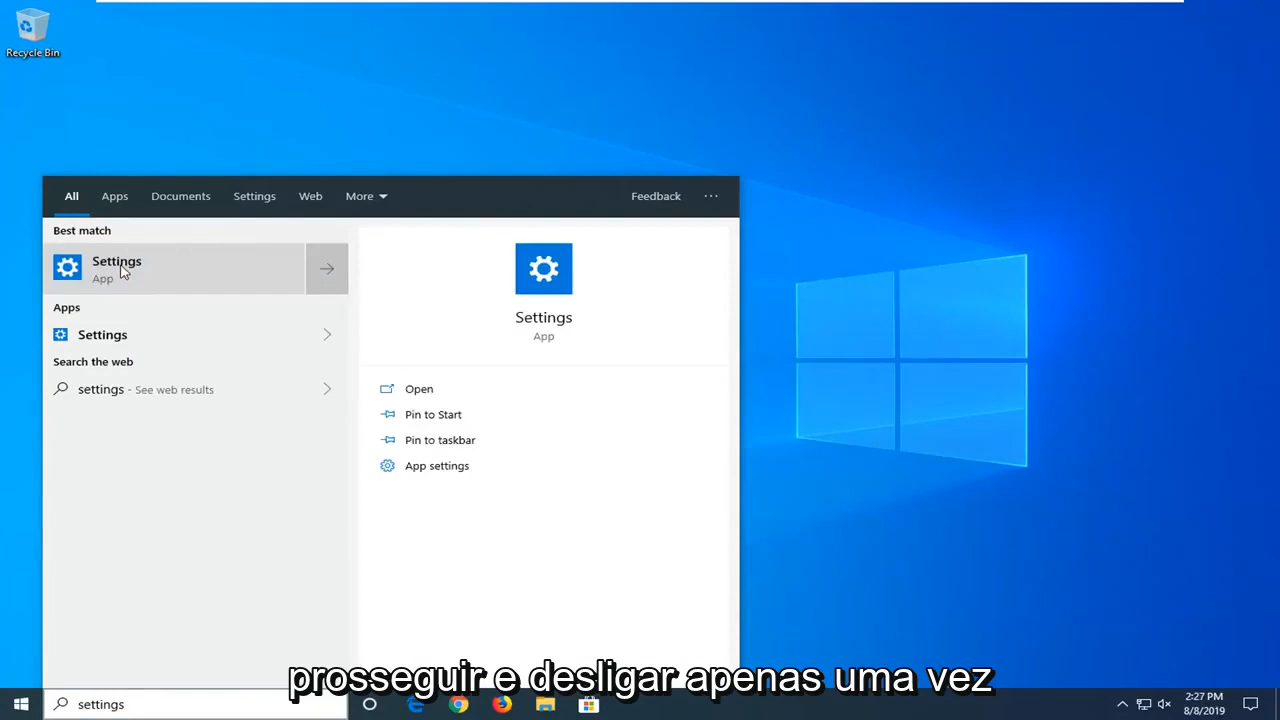 Recycle Bin
All Apps Documents Settings Web More Feedback ...
Best match
Settings
App
Apps
Settings
Search the web
settings - See web results
Settings
App
Open
Pin to Start
Pin to taskbar
App settings
prosseguir e desligar apenas uma vez
settings
2:27 PM
8/8/2019